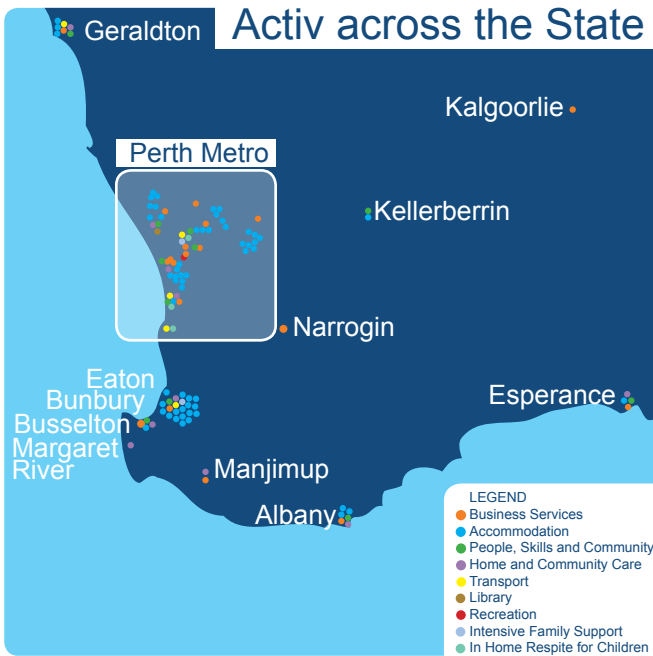 Activ across the State
Geraldton
Kalgoorlie
Perth Metro
Kellerberrin
Narrogin
Eaton
Bunbury
Busselton
Margaret
River
Esperance
Manjimup
Albany
LEGEND
Business Services
Accommodation
People, Skills and Community
Home and Community Care
Transport
Library
Recreation
Intensive Family Support
In Home Respite for Children